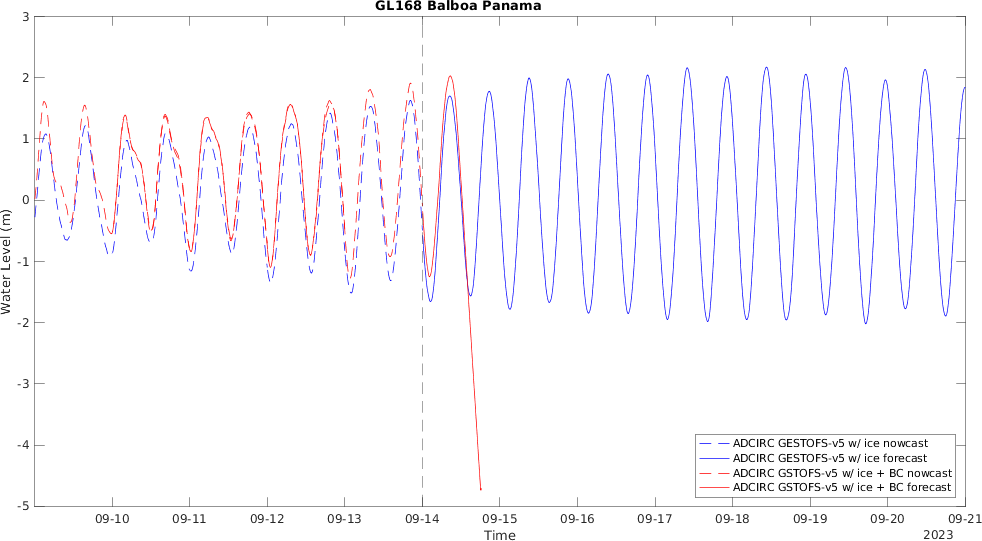 GL168 Balboa Panama
Water Level (m)
3
2
1
0
-1
-2
-3
-4
-5
ADCIRC GESTOFS-v5 w/ ice nowcast
ADCIRC GESTOFS-v5 w/ ice forecast
ADCIRC GSTOFS-v5 w/ ice + BC nowcast
ADCIRC GSTOFS-v5 w/ ice + BC forecast
09-10 09-11 09-12 09-13 09-14 09-15 09-16 09-17 09-18 09-19 09-20 09-21
Time
2023